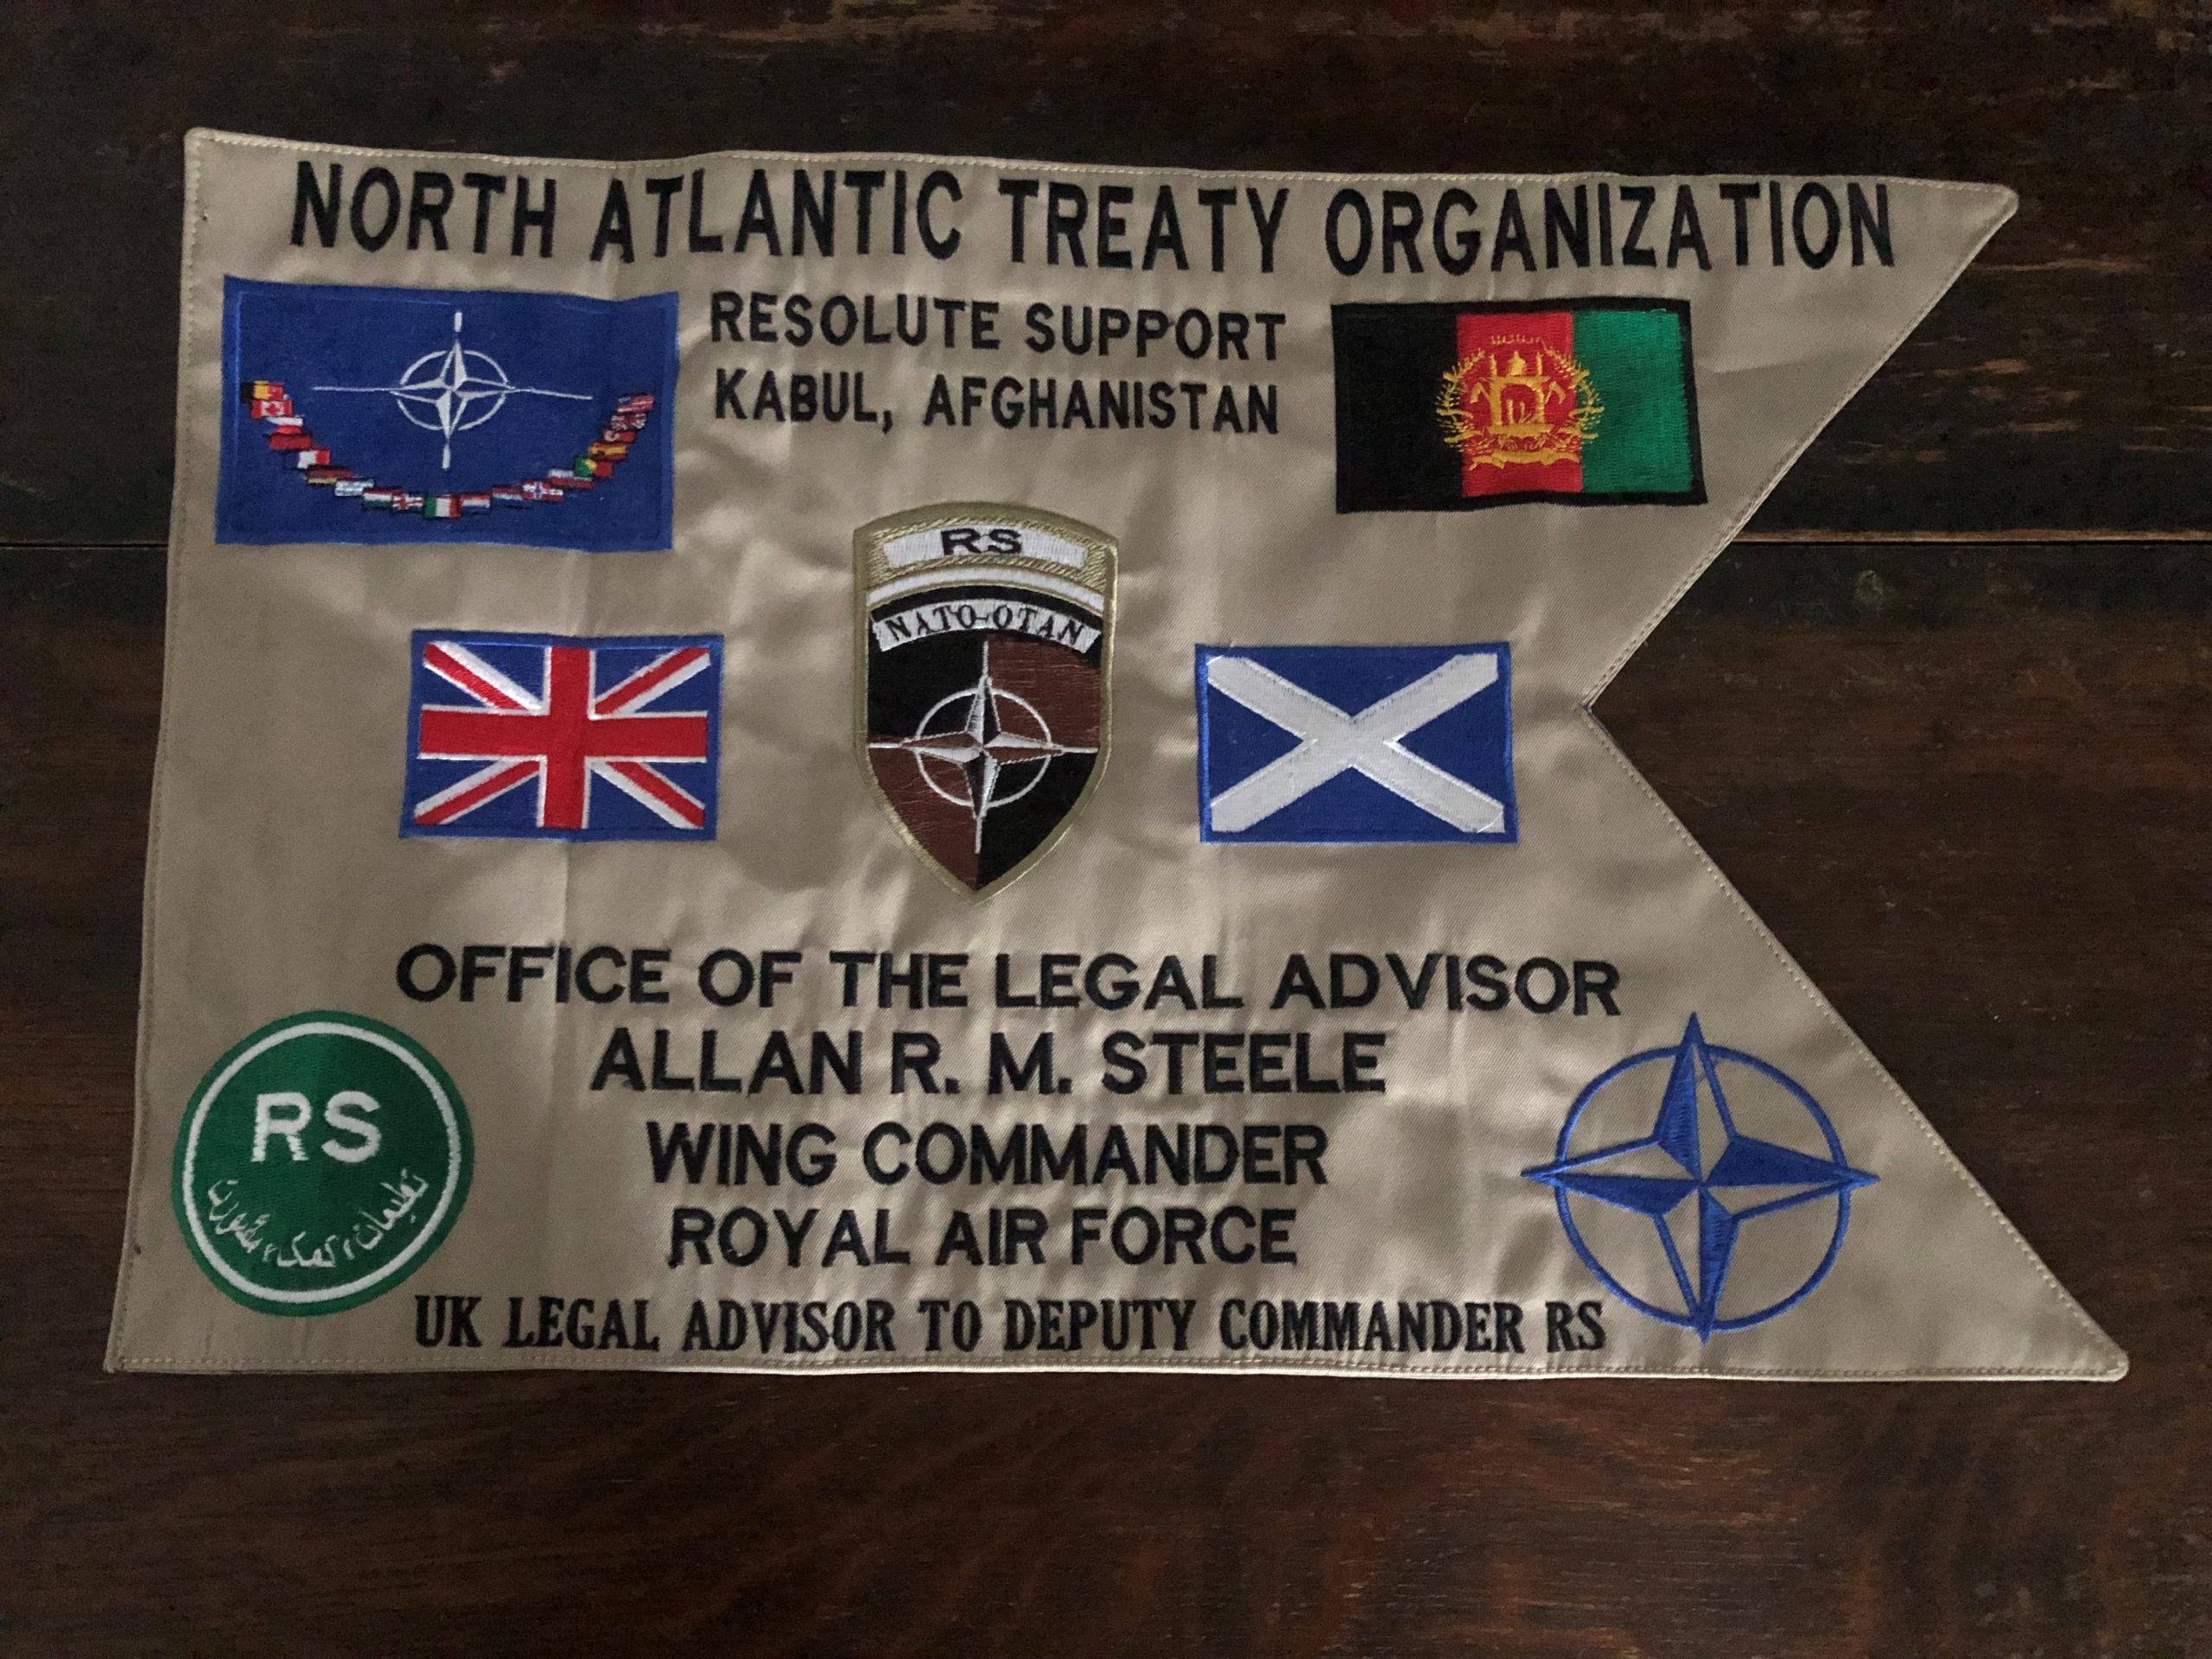 NORTH ATLANTIC TREATY ORGANIZATION
RESOLUTE SUPPORT
KABUL, AFGHANISTAN
RS
NATO-OTAN
OFFICE OF THE LEGAL ADVISOR
ALLAN R. M. STEELE
WING COMMANDER
ROYAL AIR FORCE
RS
UK LEGAL ADVISOR TO DEPUTY COMMANDER RS